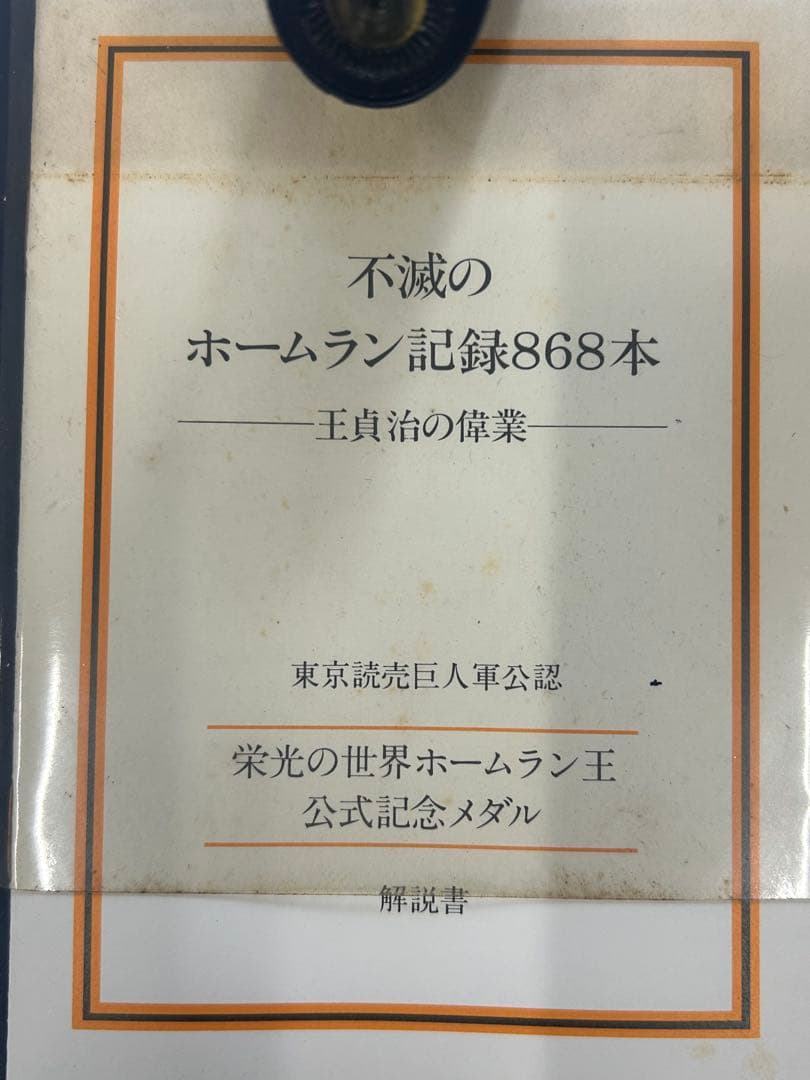 不滅の
ホームラン記録868本
王貞治の偉業
東京読売巨人軍公認
栄光の世界ホームラン王
公式記念メダル
解説書